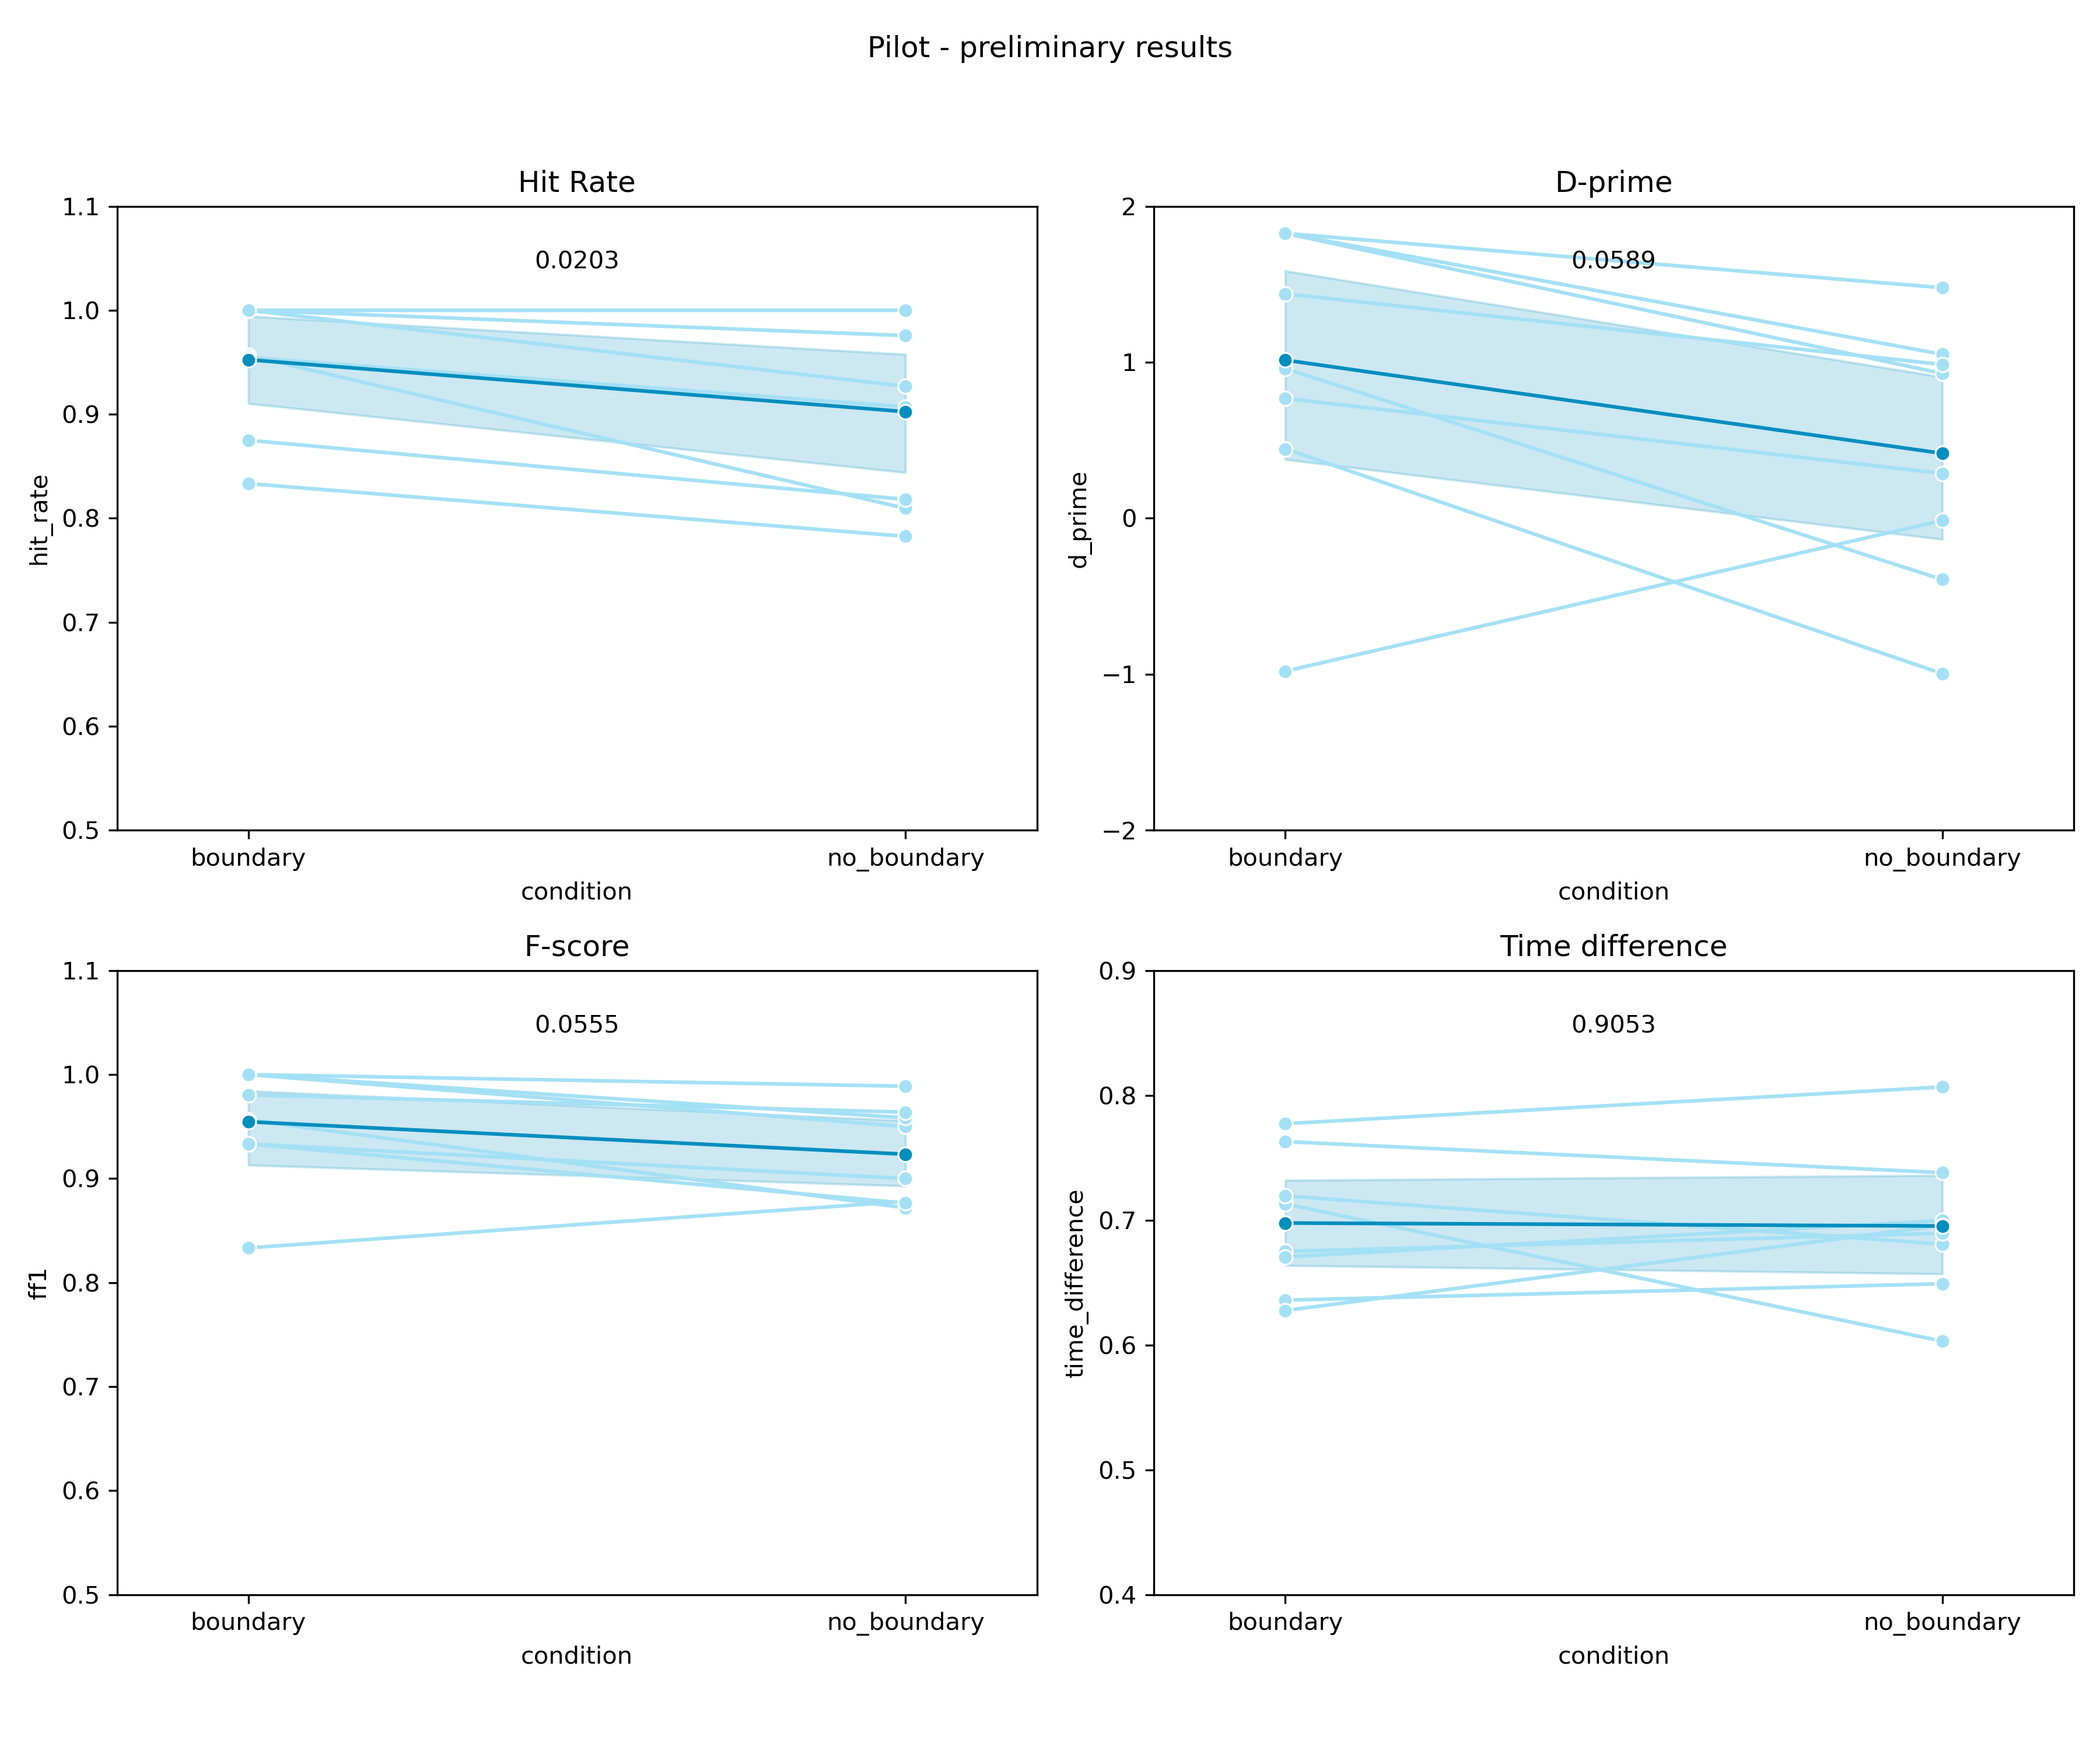 Pilot - preliminary results
Hit Rate
0.0203
1.1
1.0
0.9
0.8
0.7
0.6
0.5
hit_rate
boundary no_boundary
condition
D-prime
0.0589
2
1
0
−1
−2
d_prime
boundary no_boundary
condition
F-score
0.0555
1.1
1.0
0.9
0.8
0.7
0.6
0.5
ff1
boundary no_boundary
condition
Time difference
0.9053
0.9
0.8
0.7
0.6
0.5
0.4
time_difference
boundary no_boundary
condition